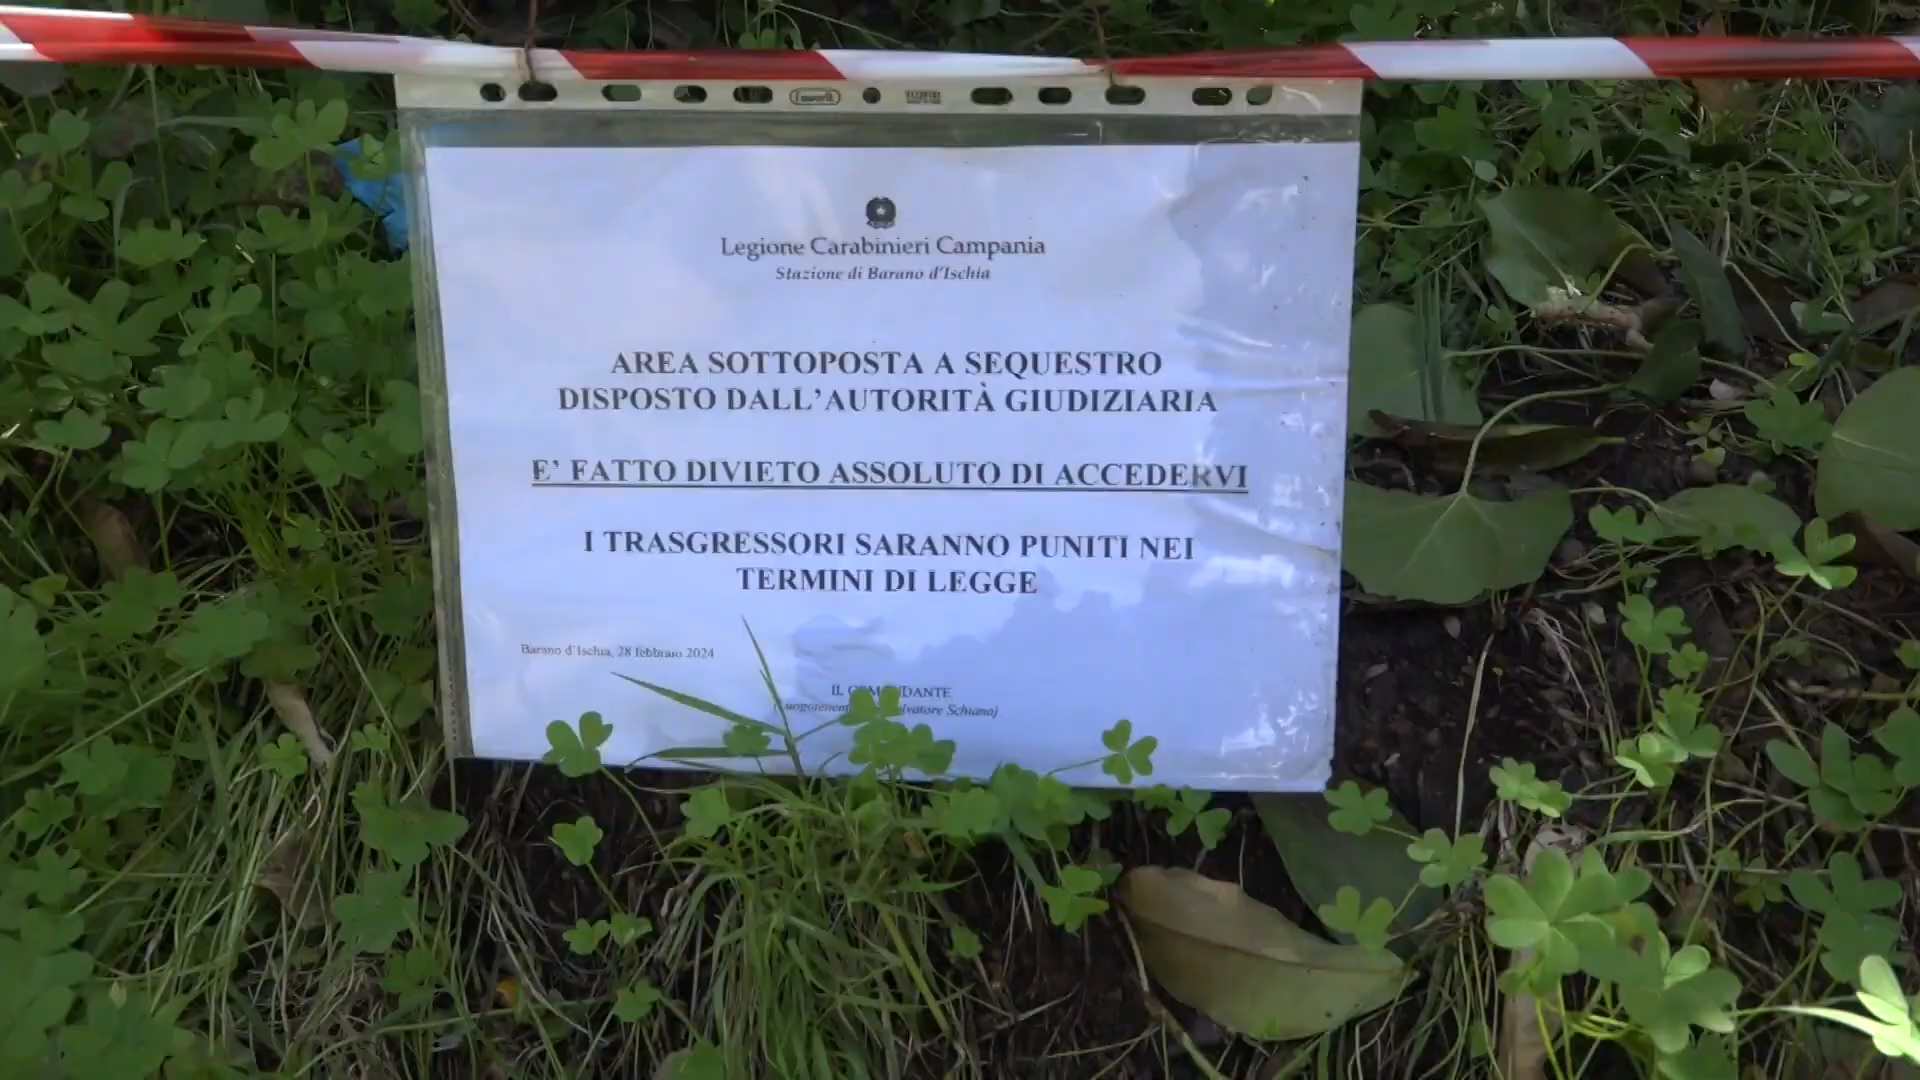 Legione Carabinieri Campania
Stazione di Barano d'Ischia
AREA SOTTOPOSTA A SEQUESTRO
DISPOSTO DALL'AUTORITÀ GIUDIZIARIA
E' FATTO DIVIETO ASSOLUTO DI ACCEDERVI
I TRASGRESSORI SARANNO PUNITI NEI
TERMINI DI LEGGE
Barano d'Ischia, 28 febbraio 2024
IL COMANDANTE
Schiano)